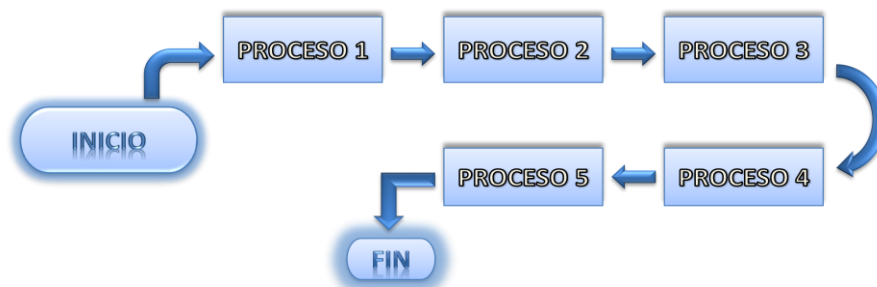 INICIO
PROCESO 1
PROCESO 2
PROCESO 3
PROCESO 4
PROCESO 5
FIN